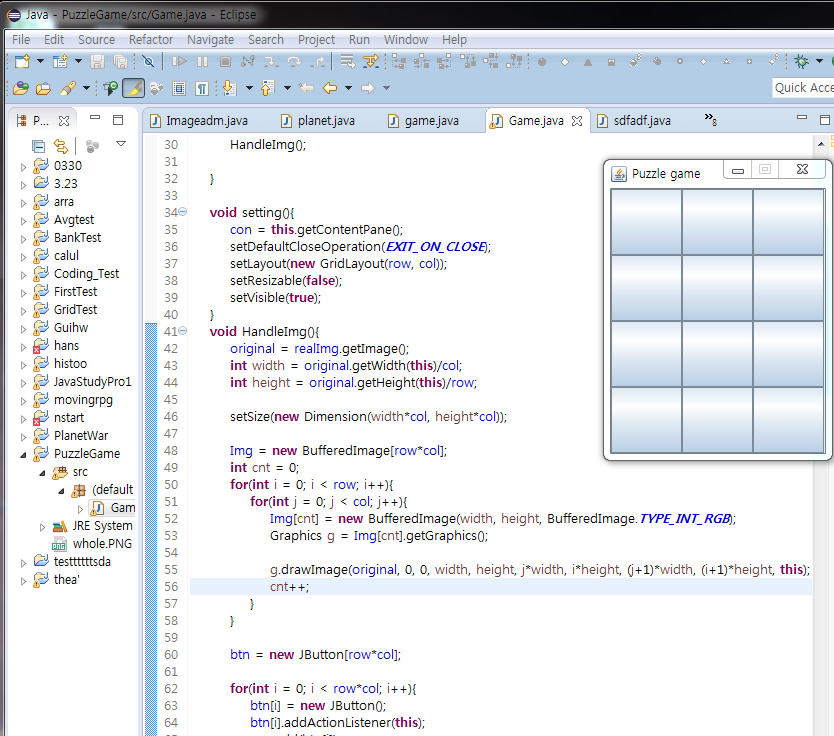 Java - PuzzleGame/src/Game.java - Eclipse
File Edit Source Refactor Navigate Search Project Run Window Help
Quick Acce
P...
Imageadm.java planet.java game.java Game.java sdfadf.java »8
0330
3.23
arra
Avgtest
BankTest
calul
Coding_Test
FirstTest
GridTest
Guihw
hans
histoo
JavaStudyPro1
movingrpg
nstart
PlanetWar
PuzzleGame
src
(default
Gam
JRE System
whole.PNG
testttttttsda
thea'
30 HandleImg();
31
32 }
33
34 void setting(){
35 con = this.getContentPane();
36 setDefaultCloseOperation(EXIT_ON_CLOSE);
37 setLayout(new GridLayout(row, col));
38 setResizable(false);
39 setVisible(true);
40 }
41 void HandleImg(){
42 original = realImg.getImage();
43 int width = original.getWidth(this)/col;
44 int height = original.getHeight(this)/row;
45
46 setSize(new Dimension(width*col, height*col));
47
48 Img = new BufferedImage[row*col];
49 int cnt = 0;
50 for(int i = 0; i < row; i++){
51 for(int j = 0; j < col; j++){
52 Img[cnt] = new BufferedImage(width, height, BufferedImage.TYPE_INT_RGB);
53 Graphics g = Img[cnt].getGraphics();
54
55 g.drawImage(original, 0, 0, width, height, j*width, i*height, (j+1)*width, (i+1)*height, this);
56 cnt++;
57 }
58 }
59
60 btn = new JButton[row*col];
61
62 for(int i = 0; i < row*col; i++){
63 btn[i] = new JButton();
64 btn[i].addActionListener(this);
Puzzle game